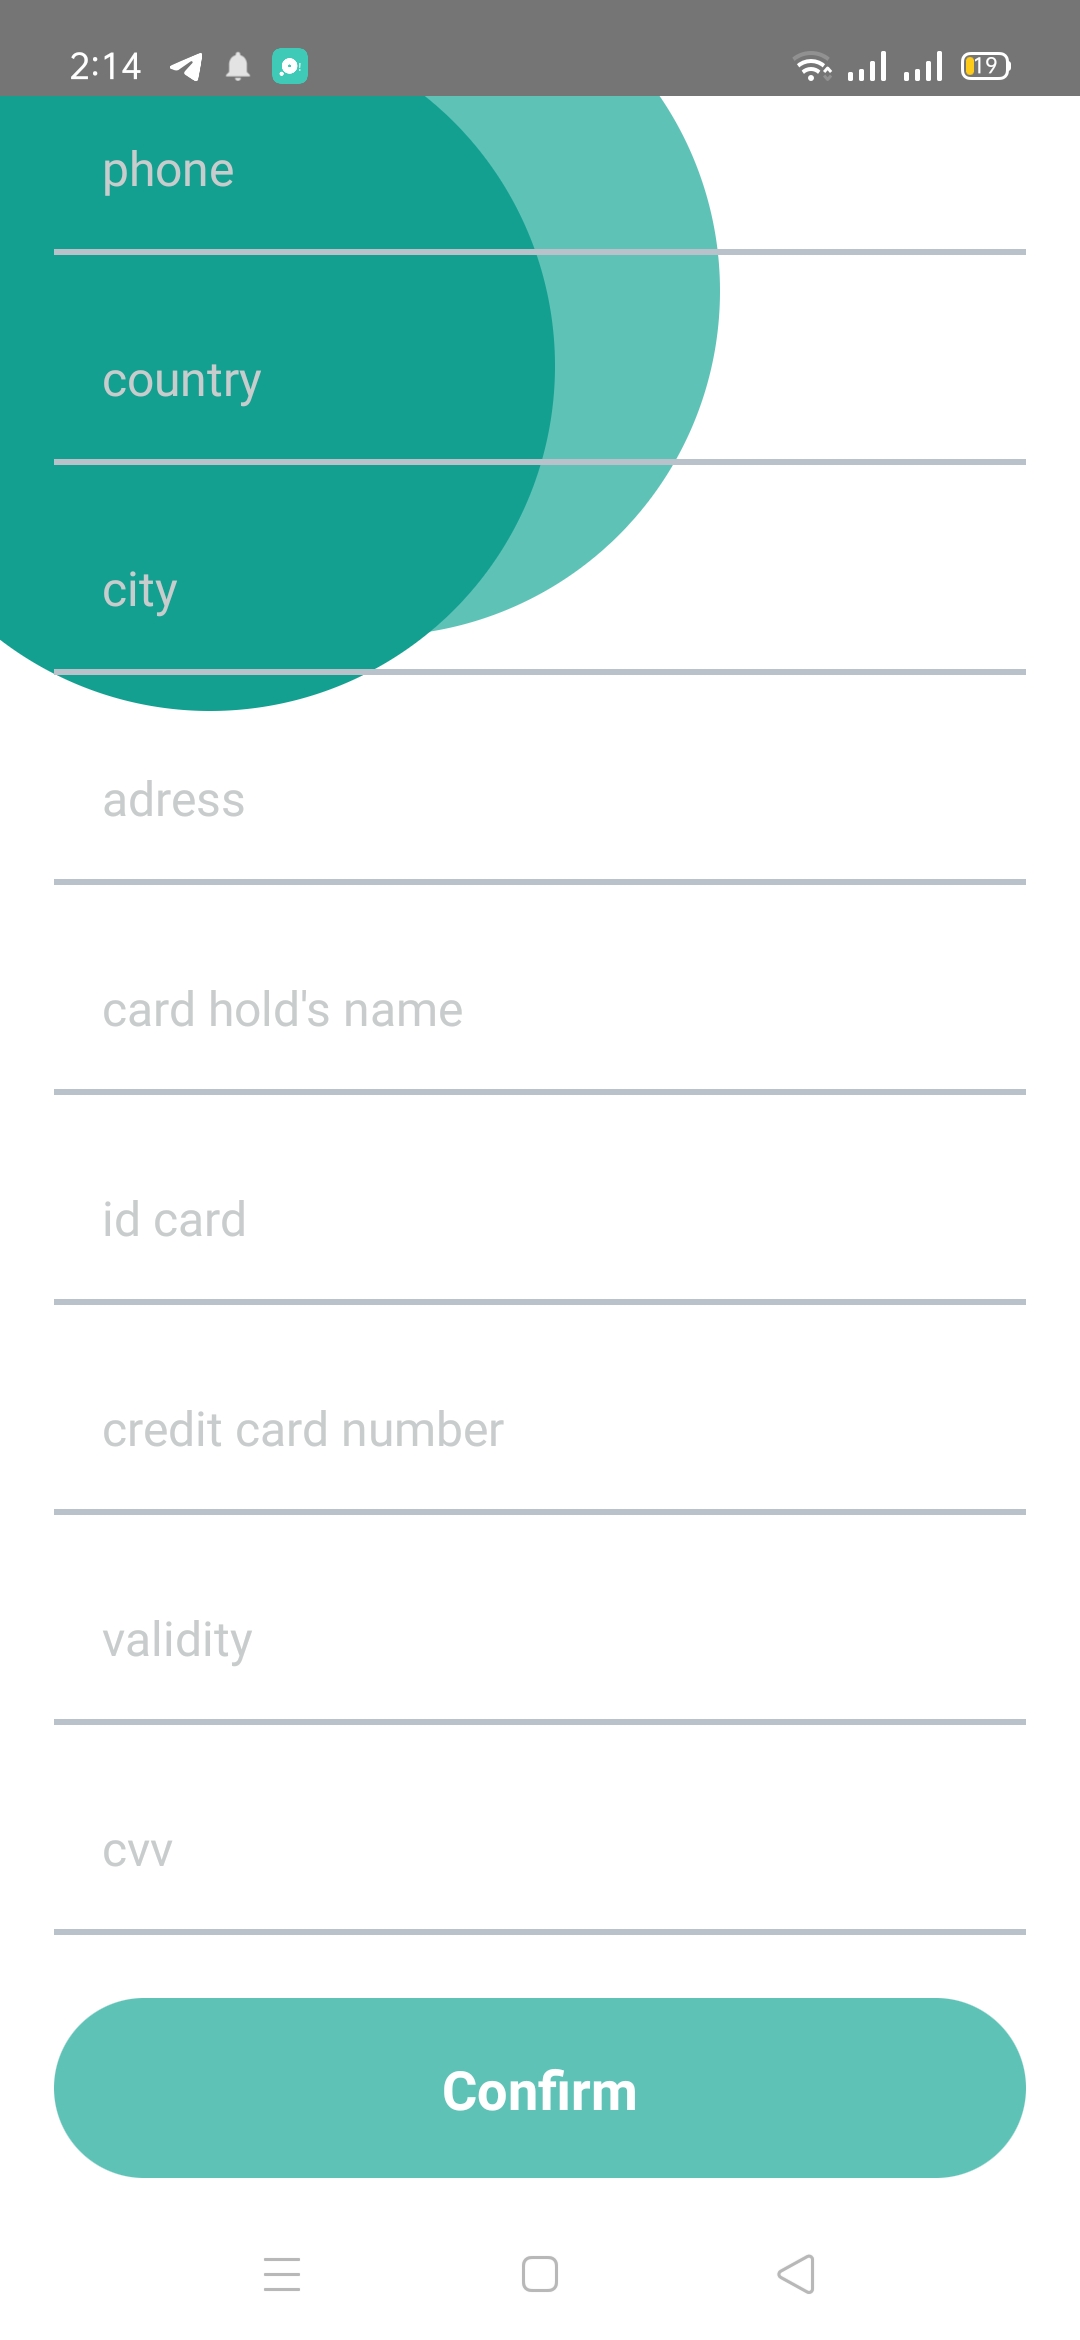 2:14
19
phone
country
city
adress
card hold's name
id card
credit card number
validity
cvv
Confirm